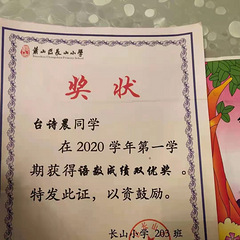 萧山区长山小学
奖状
台诗晨同学
在2020学年第一学
期获得语数成绩双优奖。
特发此证，以资鼓励。
长山小学 203班